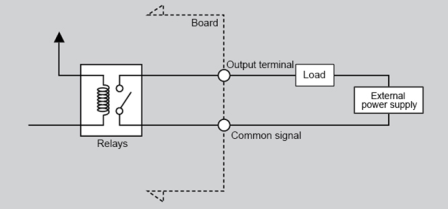 Board
Output terminal
Load
External
power supply
Relays
Common signal